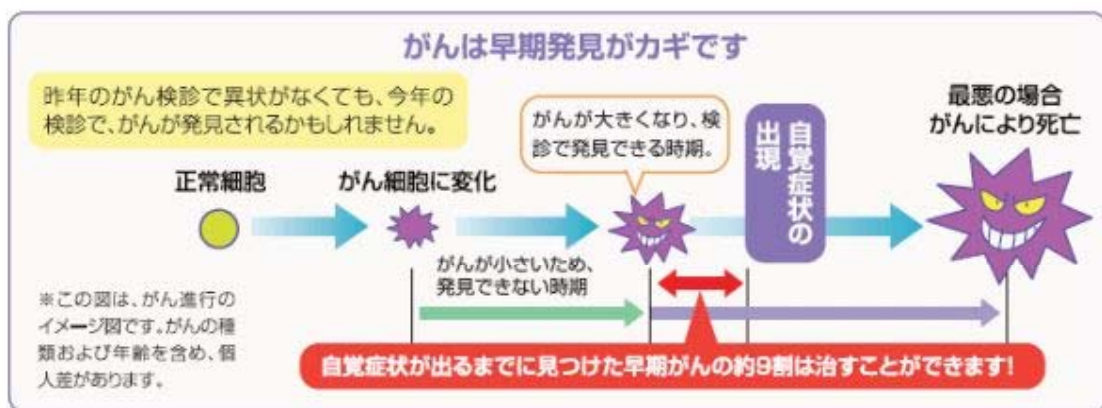 がんは早期発見がカギです
昨年のがん検診で異状がなくても、今年の
検診で、がんが発見されるかもしれません。
正常細胞
がん細胞に変化
がんが大きくなり、検
診で発見できる時期。
自覚症状の
出現
最悪の場合
がんにより死亡
がんが小さいため、
発見できない時期
※この図は、がん進行の
イメージ図です。がんの種
類および年齢を含め、個
人差があります。
自覚症状が出るまでに見つけた早期がんの約9割は治すことができます!